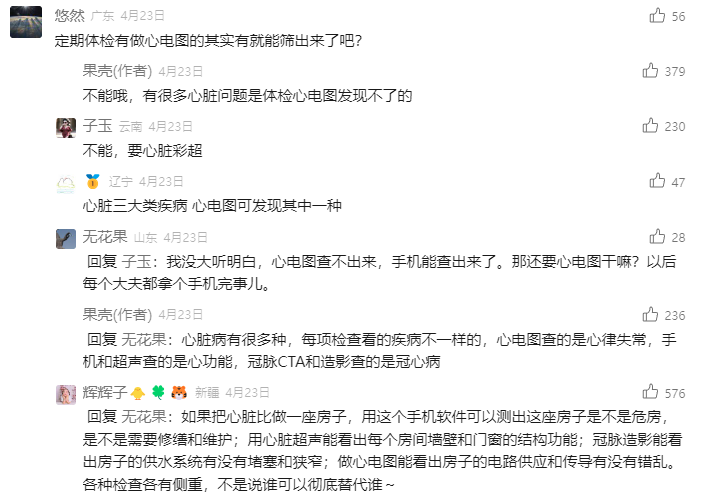 悠然 广东 4月23日 56
定期体检有做心电图的其实有就能筛出来了吧？
果壳(作者) 4月23日 379
不能哦，有很多心脏问题是体检心电图发现不了的
子玉 云南 4月23日 230
不能，要心脏彩超
辽宁 4月23日 47
心脏三大类疾病 心电图可发现其中一种
无花果 山东 4月23日 28
回复 子玉：我没大听明白，心电图查不出来，手机能查出来了。那还要心电图干嘛？以后
每个大夫都拿个手机完事儿。
果壳(作者) 4月23日 236
回复 无花果：心脏病有很多种，每项检查看的疾病不一样的，心电图查的是心律失常，手
机和超声查的是心功能，冠脉CTA和造影查的是冠心病
辉辉子 新疆 4月23日 576
回复 无花果：如果把心脏比做一座房子，用这个手机软件可以测出这座房子是不是危房，
是不是需要修缮和维护；用心脏超声能看出每个房间墙壁和门窗的结构功能；冠脉造影能看
出房子的供水系统有没有堵塞和狭窄；做心电图能看出房子的电路供应和传导有没有错乱。
各种检查各有侧重，不是说谁可以彻底替代谁～